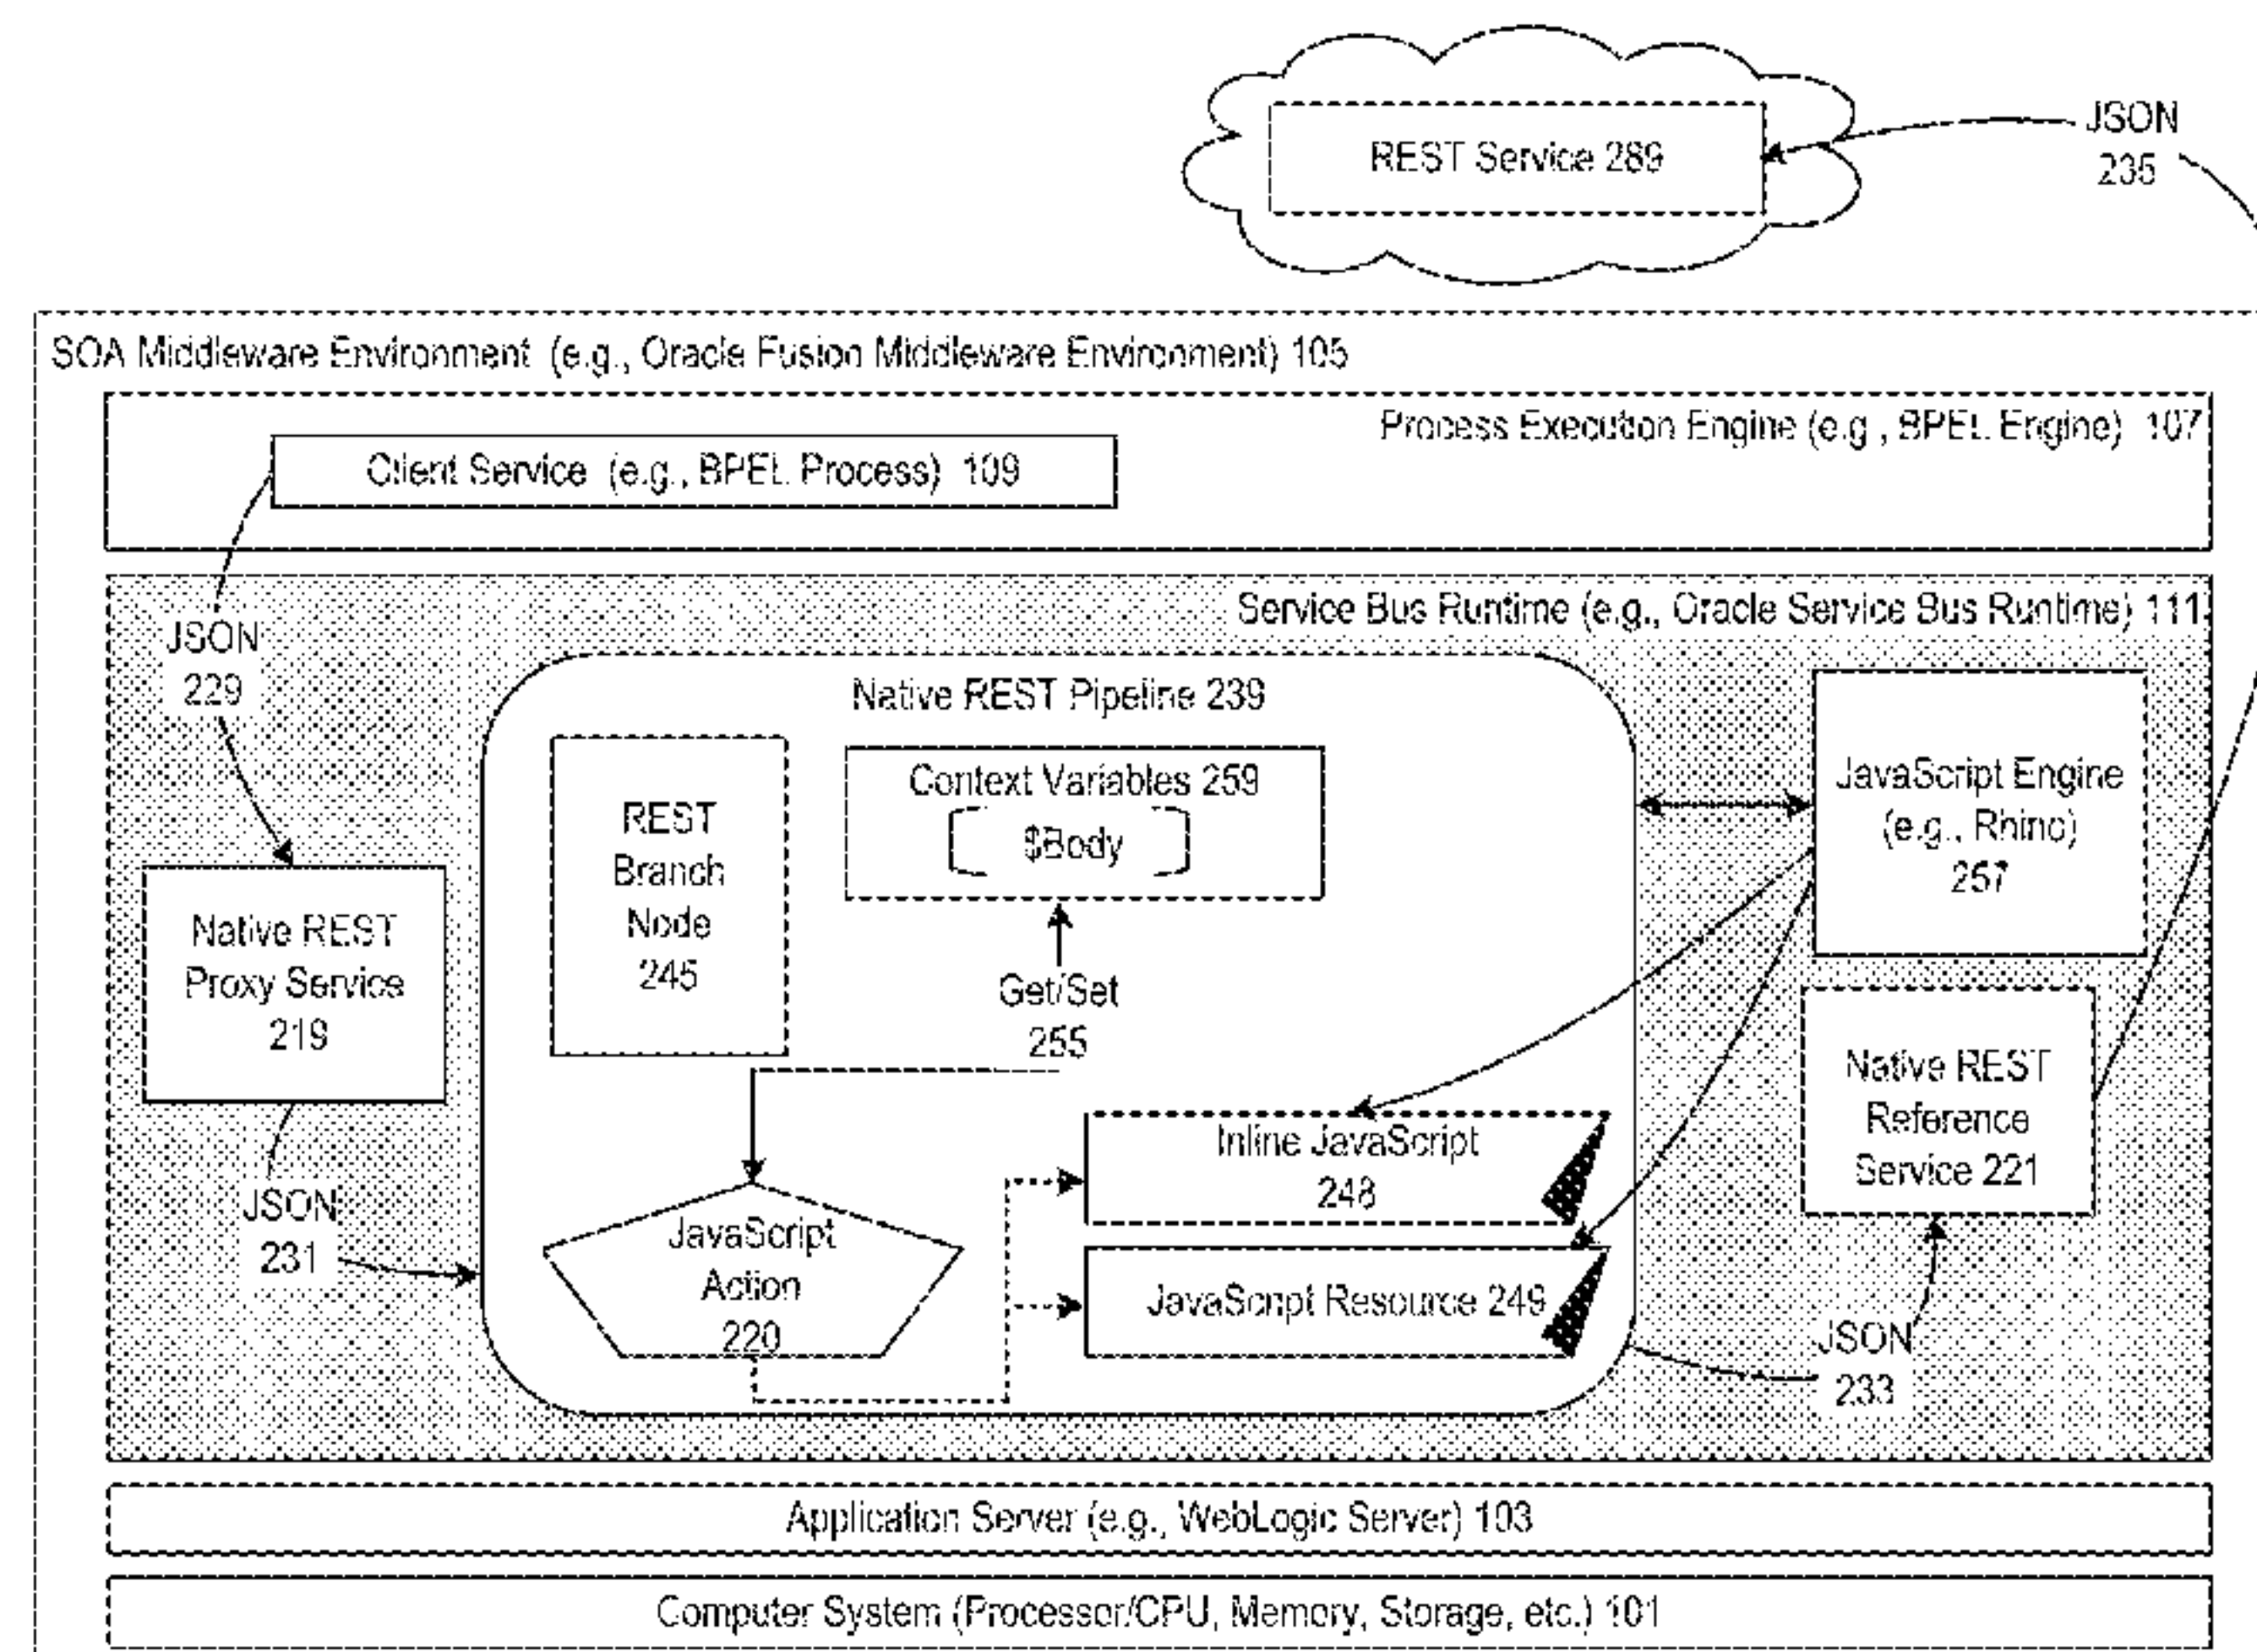 REST Service 289
JSON
235
SOA Middleware Environment (e.g., Oracle Fusion Middleware Environment) 105
Process Execution Engine (e.g., BPEL Engine) 107
Client Service (e.g., BPEL Process) 109
Service Bus Runtime (e.g., Oracle Service Bus Runtime) 111
JSON
229
Native REST Pipeline 239
REST
Branch
Node
245
Context Variables 259
$Body
Get/Set
255
JavaScript Engine
(e.g., Rhino)
257
Native REST
Proxy Service
219
Native REST
Reference
Service 221
JSON
231
JavaScript
Action
220
Inline JavaScript
248
JavaScript Resource 249
JSON
233
Application Server (e.g., WebLogic Server) 103
Computer System (Processor/CPU, Memory, Storage, etc.) 101